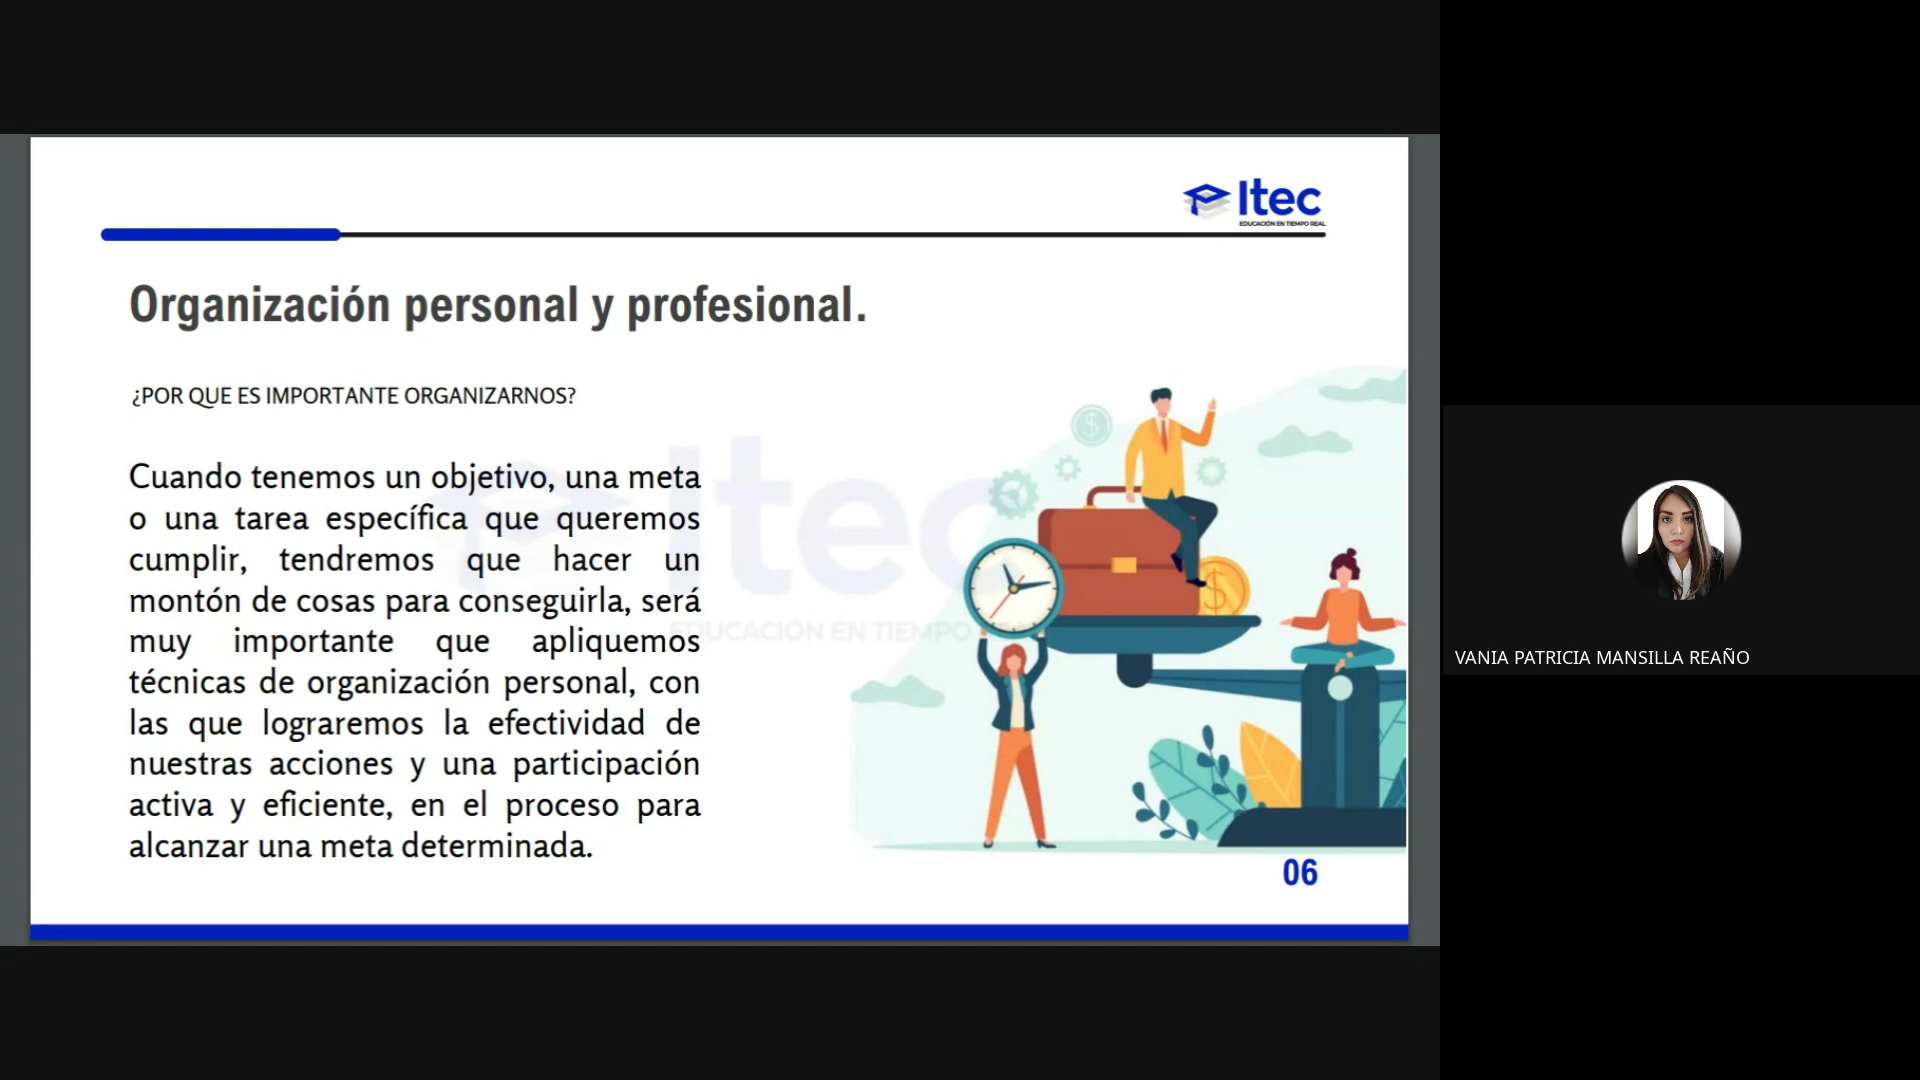 Itec
EDUCACIÓN EN TIEMPO REAL
Organización personal y profesional.
¿POR QUE ES IMPORTANTE ORGANIZARNOS?
Cuando tenemos un objetivo, una meta
o una tarea específica que queremos
cumplir, tendremos que hacer un
montón de cosas para conseguirla, será
muy importante que apliquemos
técnicas de organización personal, con
las que lograremos la efectividad de
nuestras acciones y una participación
activa y eficiente, en el proceso para
alcanzar una meta determinada.
Itec
EDUCACIÓN EN TIEMPO
06
VANIA PATRICIA MANSILLA REAÑO